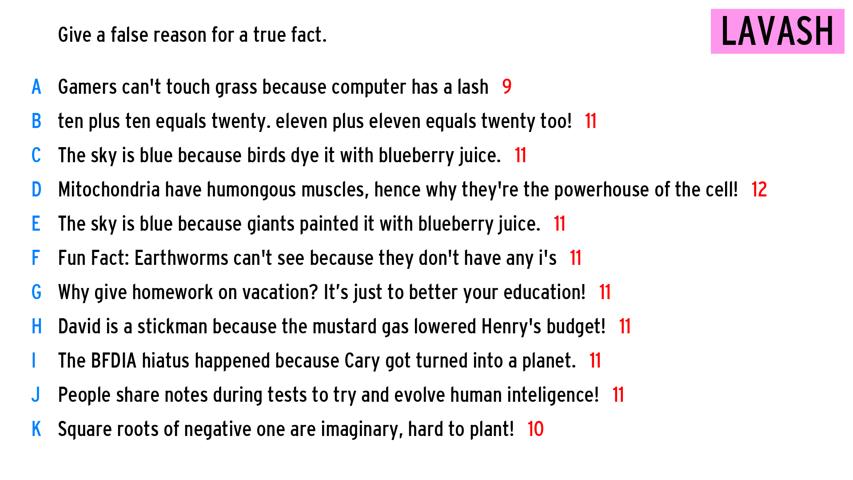 Give a false reason for a true fact.
LAVASH
A Gamers can't touch grass because computer has a lash 9
B ten plus ten equals twenty. eleven plus eleven equals twenty too! 11
C The sky is blue because birds dye it with blueberry juice. 11
D Mitochondria have humongous muscles, hence why they're the powerhouse of the cell! 12
E The sky is blue because giants painted it with blueberry juice. 11
F Fun Fact: Earthworms can't see because they don't have any i's 11
G Why give homework on vacation? It’s just to better your education! 11
H David is a stickman because the mustard gas lowered Henry's budget! 11
I The BFDIA hiatus happened because Cary got turned into a planet. 11
J People share notes during tests to try and evolve human inteligence! 11
K Square roots of negative one are imaginary, hard to plant! 10